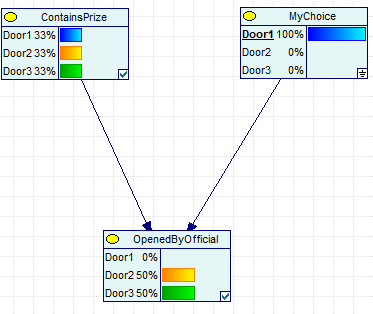 ContainsPrize
Door1 33%
Door2 33%
Door3 33%
MyChoice
Door1 100%
Door2 0%
Door3 0%
OpenedByOfficial
Door1 0%
Door2 50%
Door3 50%